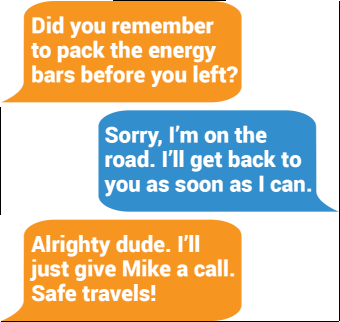 Did you remember
to pack the energy
bars before you left?
Sorry, I'm on the
road. I'll get back to
you as soon as I can.
Alrighty dude. I'll
just give Mike a call.
Safe travels!